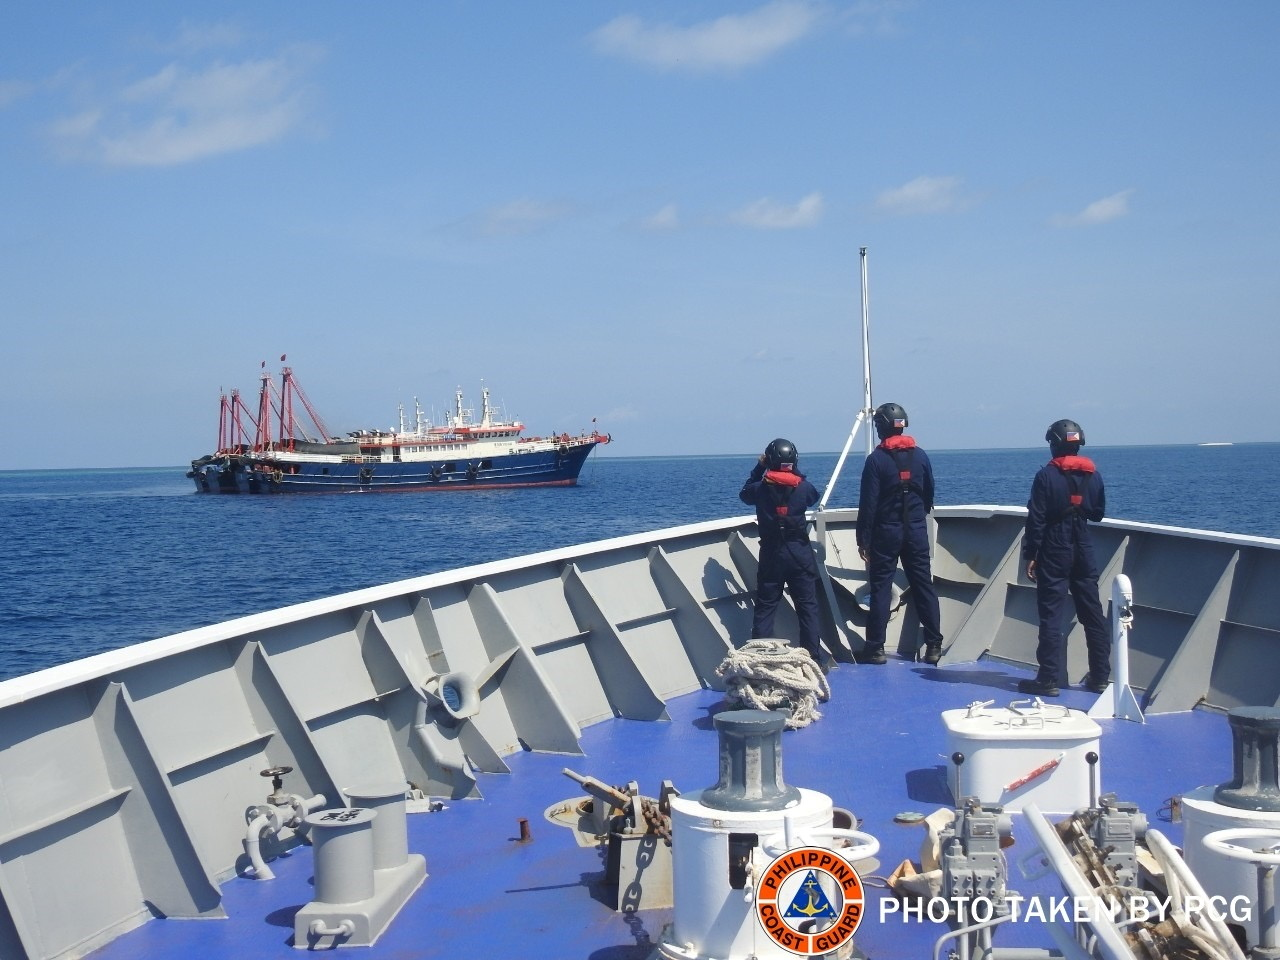 PHILIPPINE
COAST GUARD
PHOTO TAKEN BY PCG